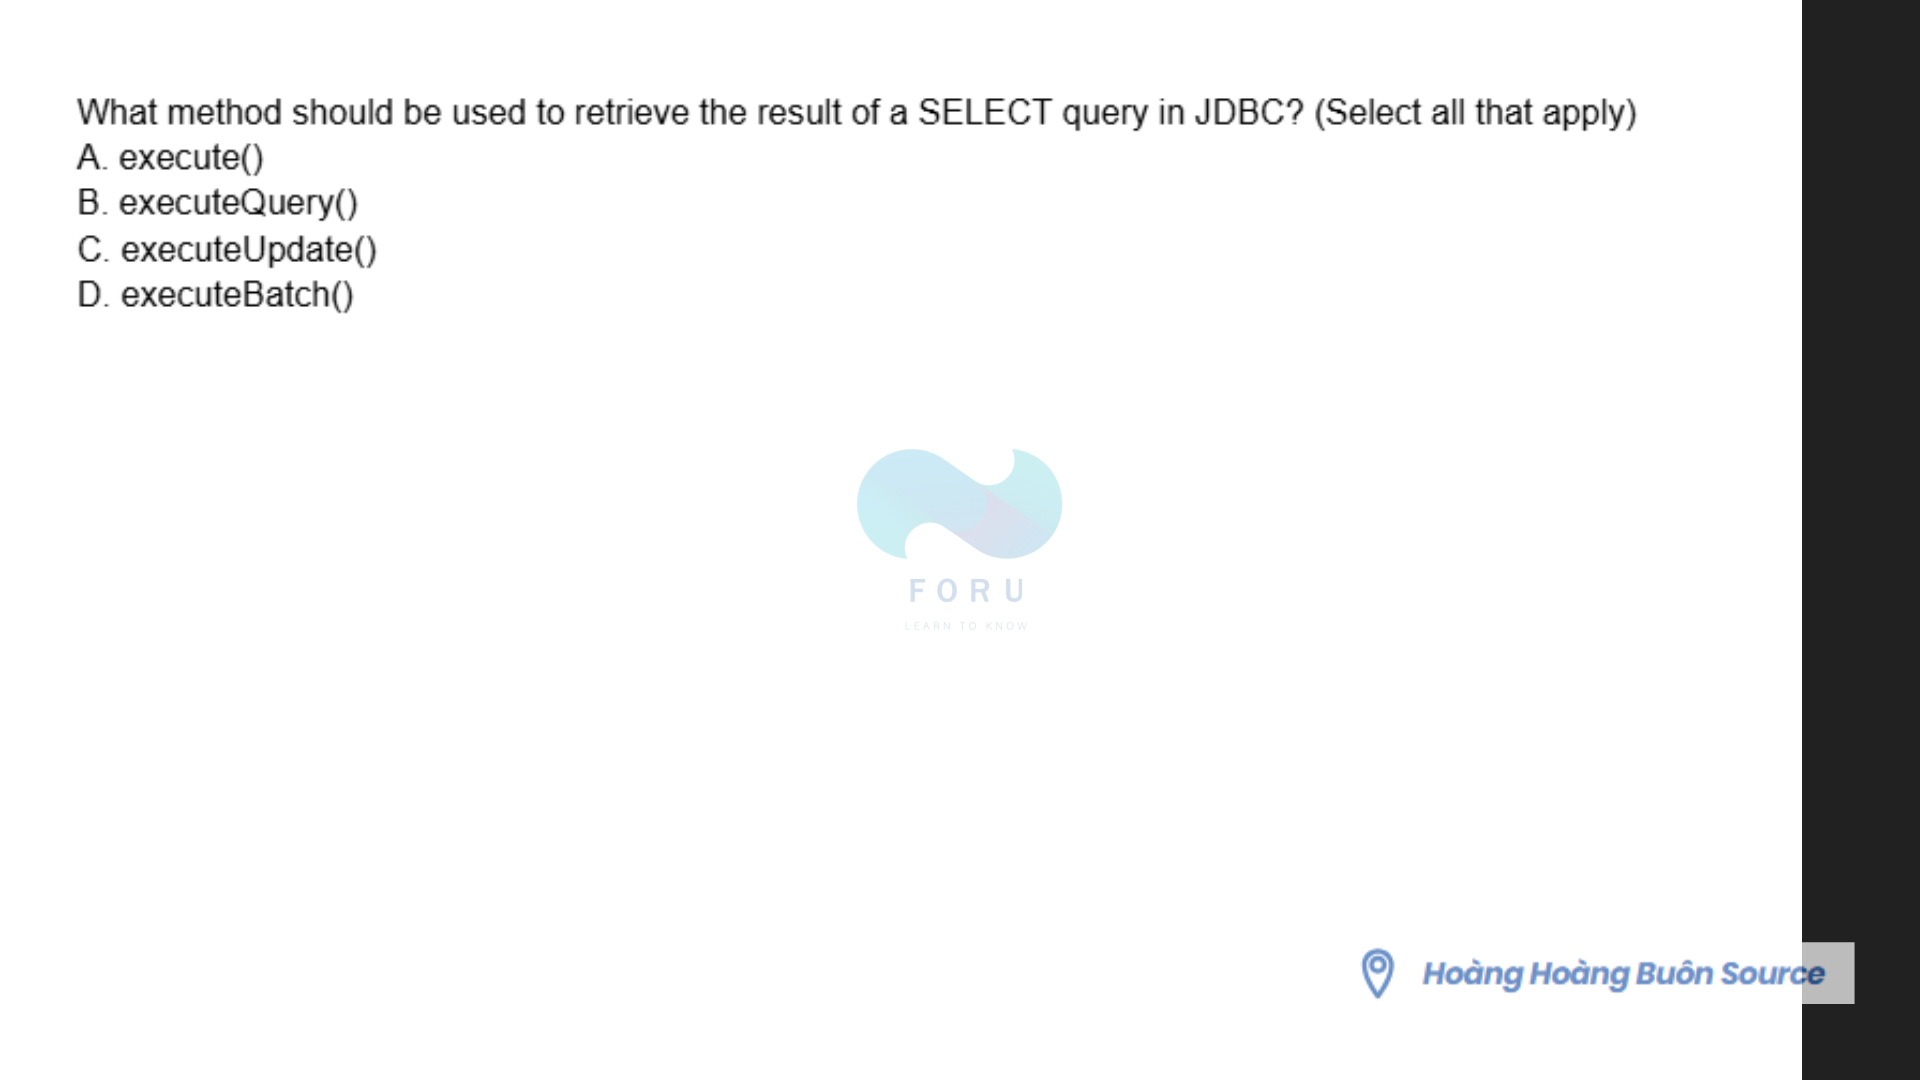 What method should be used to retrieve the result of a SELECT query in JDBC? (Select all that apply)
A. execute()
B. executeQuery()
C. executeUpdate()
D. executeBatch()
FORU
LEARN TO KNOW
Hoàng Hoàng Buôn Source